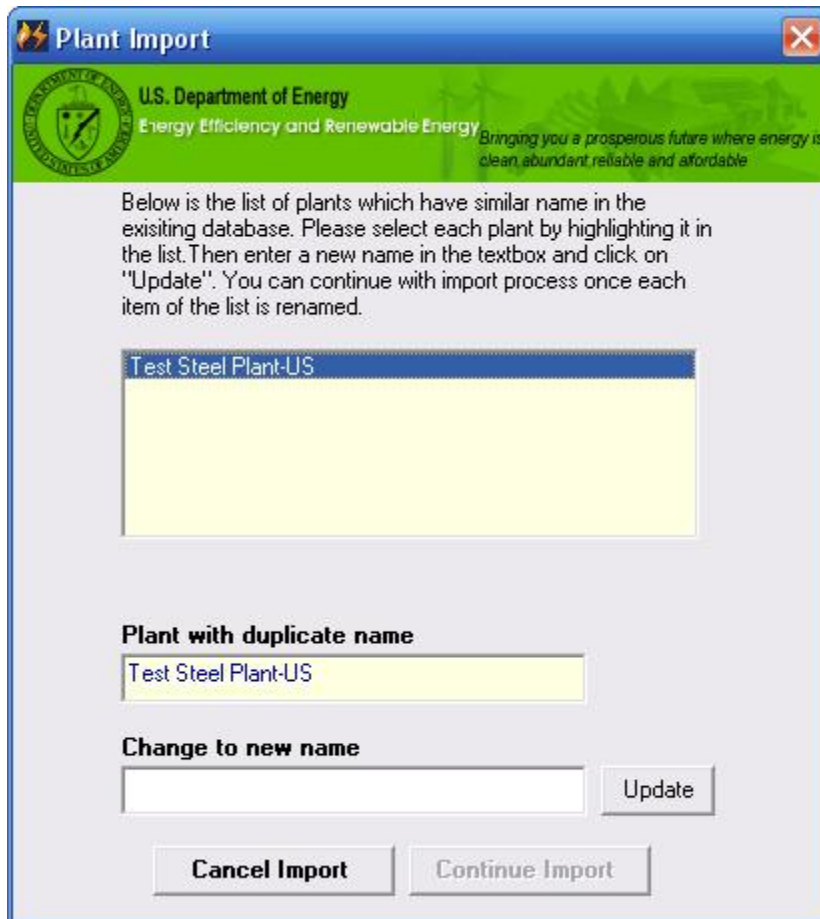 Plant Import
U.S. Department of Energy
Energy Efficiency and Renewable Energy
Bringing you a prosperous future where energy is
clean,abundant,reliable and affordable
Below is the list of plants which have similar name in the
exisiting database. Please select each plant by highlighting it in
the list.Then enter a new name in the textbox and click on
"Update". You can continue with import process once each
item of the list is renamed.
Test Steel Plant-US
Plant with duplicate name
Test Steel Plant-US
Change to new name
Update
Cancel Import
Continue Import